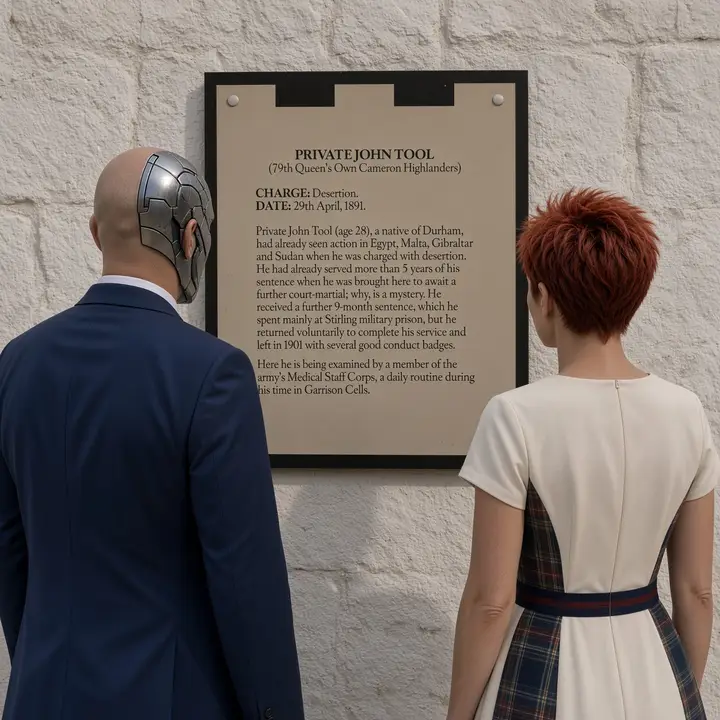 PRIVATE JOHN TOOL
(79th Queen's Own Cameron Highlanders)
CHARGE: Desertion.
DATE: 29th April, 1891.
Private John Tool (age 28), a native of Durham,
had already seen action in Egypt, Malta, Gibraltar
and Sudan when he was charged with desertion.
He had already served more than 5 years of his
sentence when he was brought here to await a
further court-martial; why, is a mystery. He
received a further 9-month sentence, which he
spent mainly at Stirling military prison, but he
returned voluntarily to complete his service and
left in 1901 with several good conduct badges.
Here he is being examined by a member of the
army's Medical Staff Corps, a daily routine during
his time in Garrison Cells.